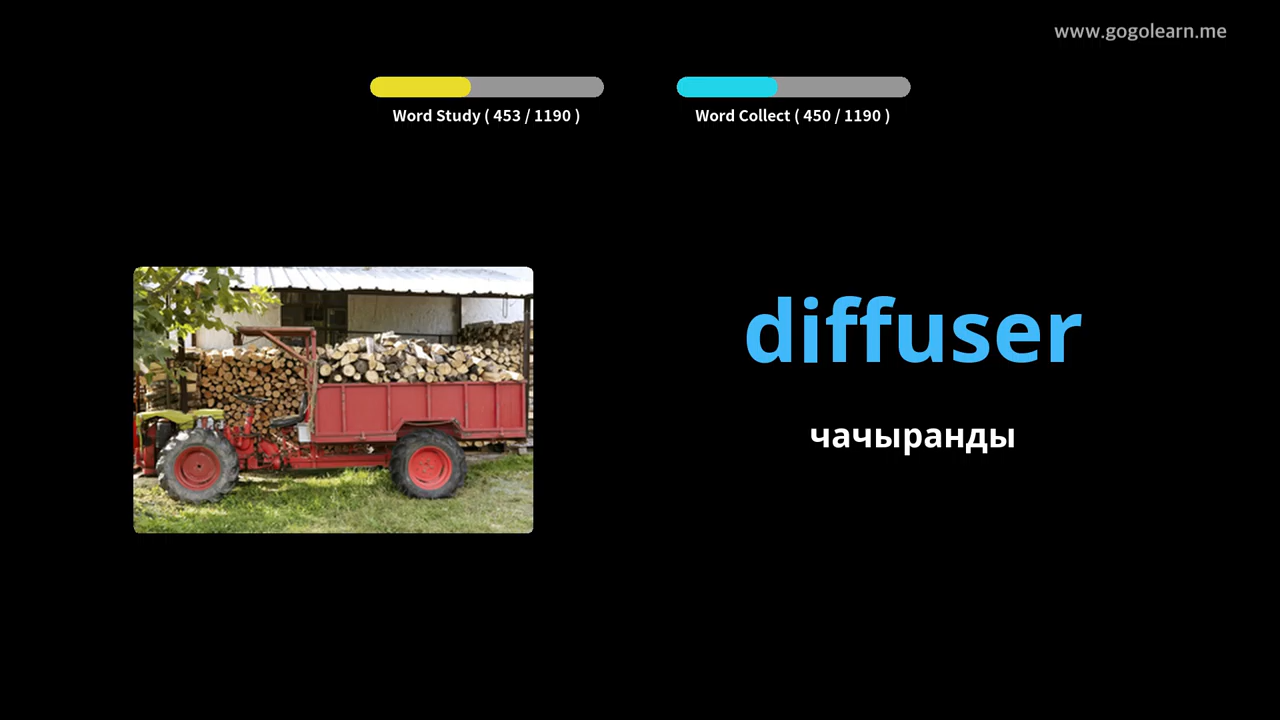 www.gogolearn.me
Word Study ( 453 / 1190 )
Word Collect ( 450 / 1190 )
diffuser
чачыранды